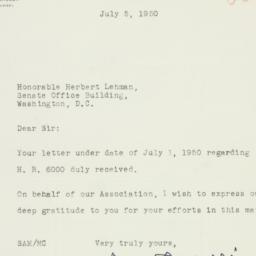 July 5, 1950
Honorable Herbert Lehman,
Senate Office Building,
Washington, D.C.
Dear Sir:
Your letter under date of July 1, 1950 regarding
H. R. 6000 duly received.
On behalf of our Association, I wish to express
deep gratitude to you for your efforts in this
SAM/MC Very truly yours,